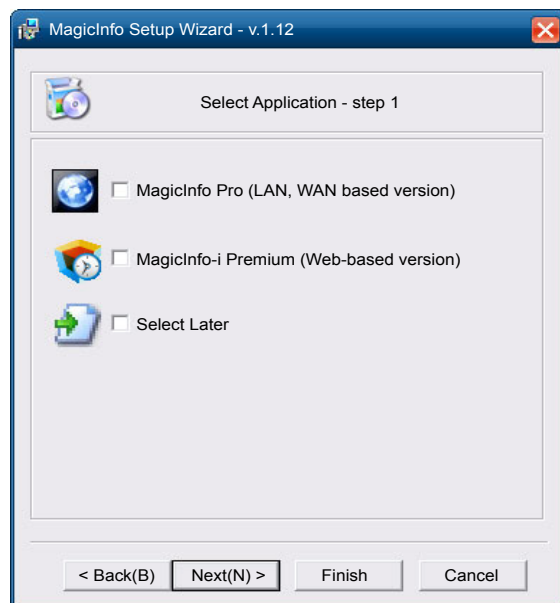 MagicInfo Setup Wizard - v.1.12
Select Application - step 1
MagicInfo Pro (LAN, WAN based version)
MagicInfo-i Premium (Web-based version)
Select Later
< Back(B) Next(N) > Finish Cancel